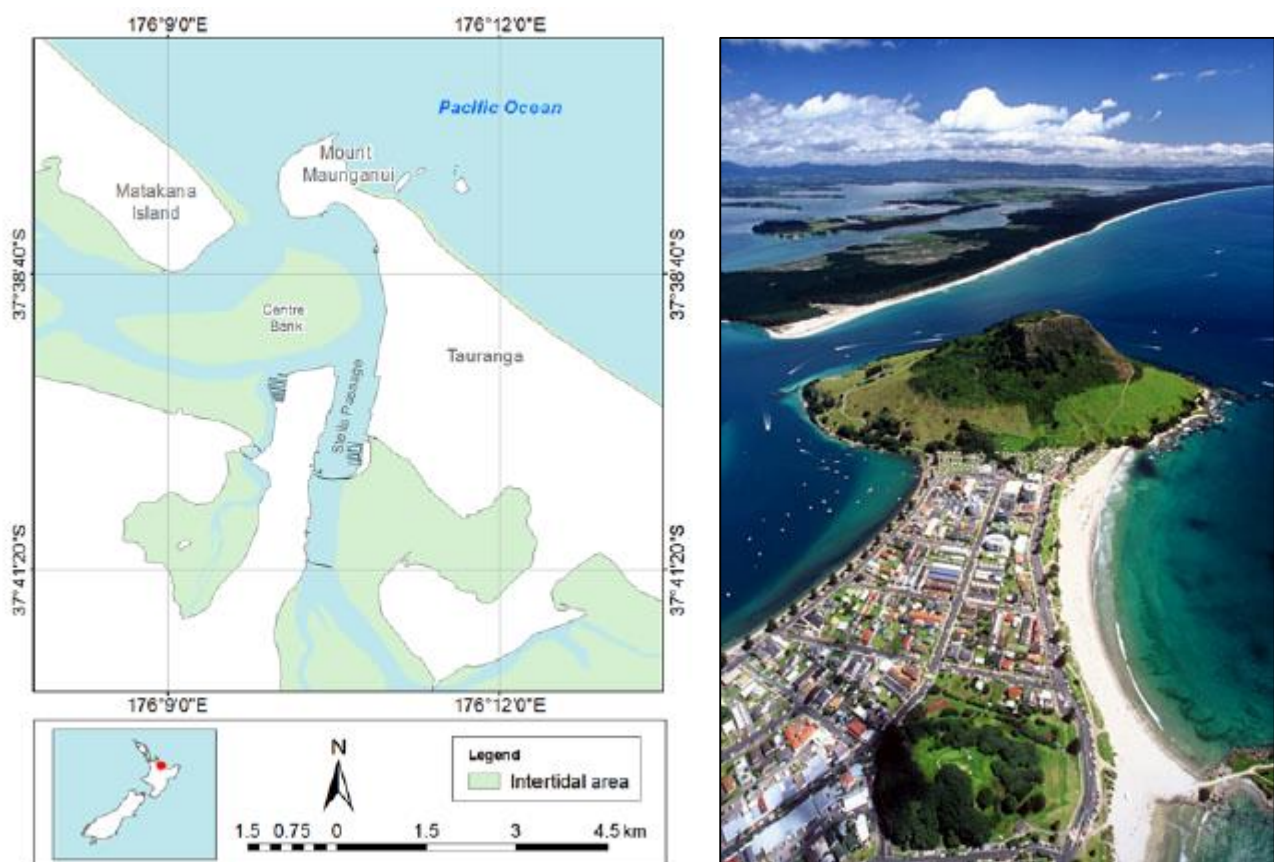 176°9'0"E
176°12'0"E
Pacific Ocean
Mount
Maunganui
Matakana
Island
37°38'40"S
37°38'40"S
Centre
Bank
Tauranga
Stella Passage
37°41'20"S
37°41'20"S
176°9'0"E
176°12'0"E
N
Legend
Intertidal area
1.5 0.75 0 1.5 3 4.5 km